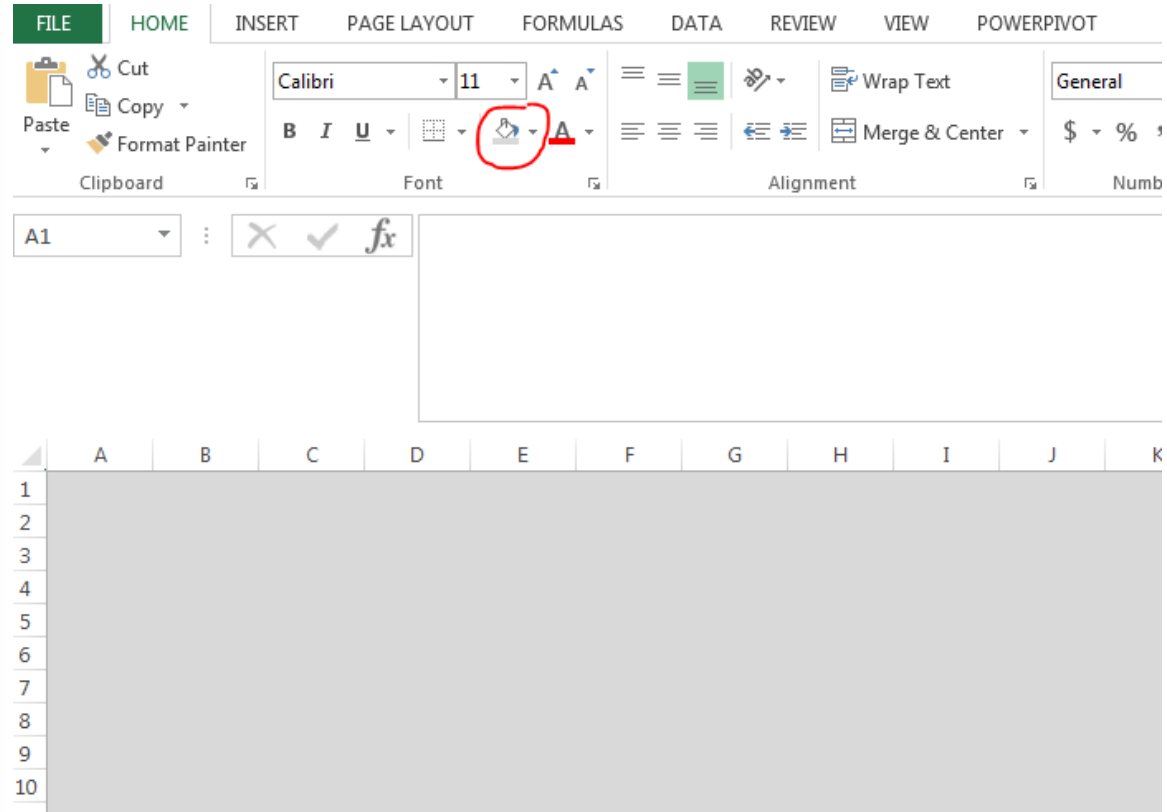 FILE HOME INSERT PAGE LAYOUT FORMULAS DATA REVIEW VIEW POWERPIVOT
Cut
Copy
Paste
Format Painter
Clipboard
Calibri 11 A A
B I U A
Font
Wrap Text
Merge & Center
Alignment
General
$ %
Numb
A1 fx
A B C D E F G H I J K
1
2
3
4
5
6
7
8
9
10